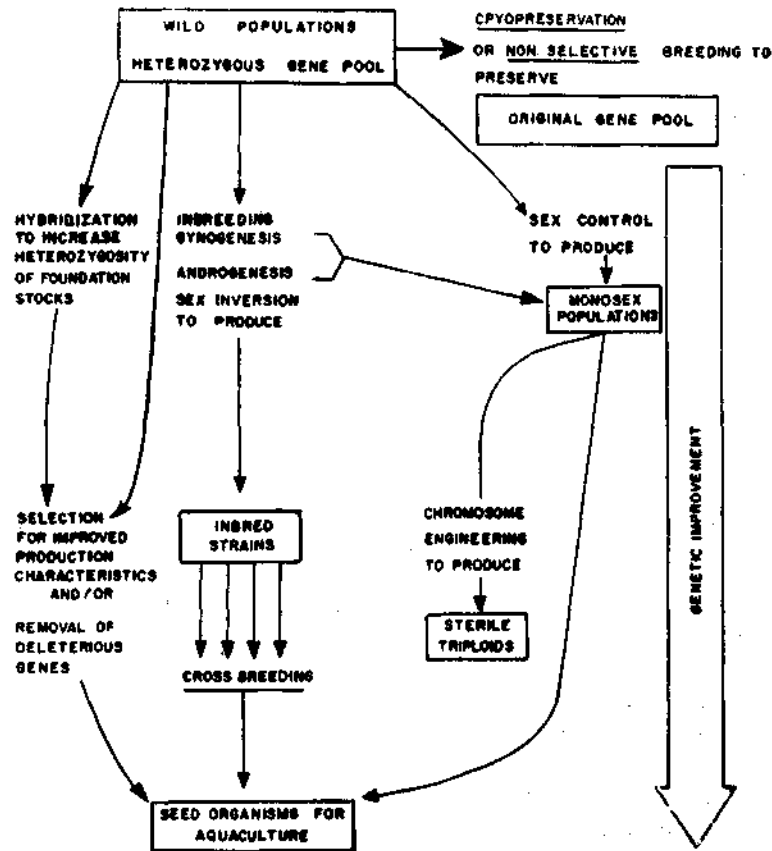 WILD POPULATIONS
HETEROZYGOUS GENE POOL
CPYOPRESERVATION
OR NON SELECTIVE BREEDING TO
PRESERVE
ORIGINAL GENE POOL
HYBRIDIZATION
TO INCREASE
HETEROZYGOSITY
OF FOUNDATION
STOCKS
INBREEDING
GYNOGENESIS
ANDROGENESIS
SEX INVERSION
TO PRODUCE
SEX CONTROL
TO PRODUCE
MONOSEX
POPULATIONS
SELECTION
FOR IMPROVED
PRODUCTION
CHARACTERISTICS
AND/OR
REMOVAL OF
DELETERIOUS
GENES
INBRED
STRAINS
CROSS BREEDING
CHROMOSOME
ENGINEERING
TO PRODUCE
STERILE
TRIPLOIDS
GENETIC IMPROVEMENT
SEED ORGANISMS FOR
AQUACULTURE